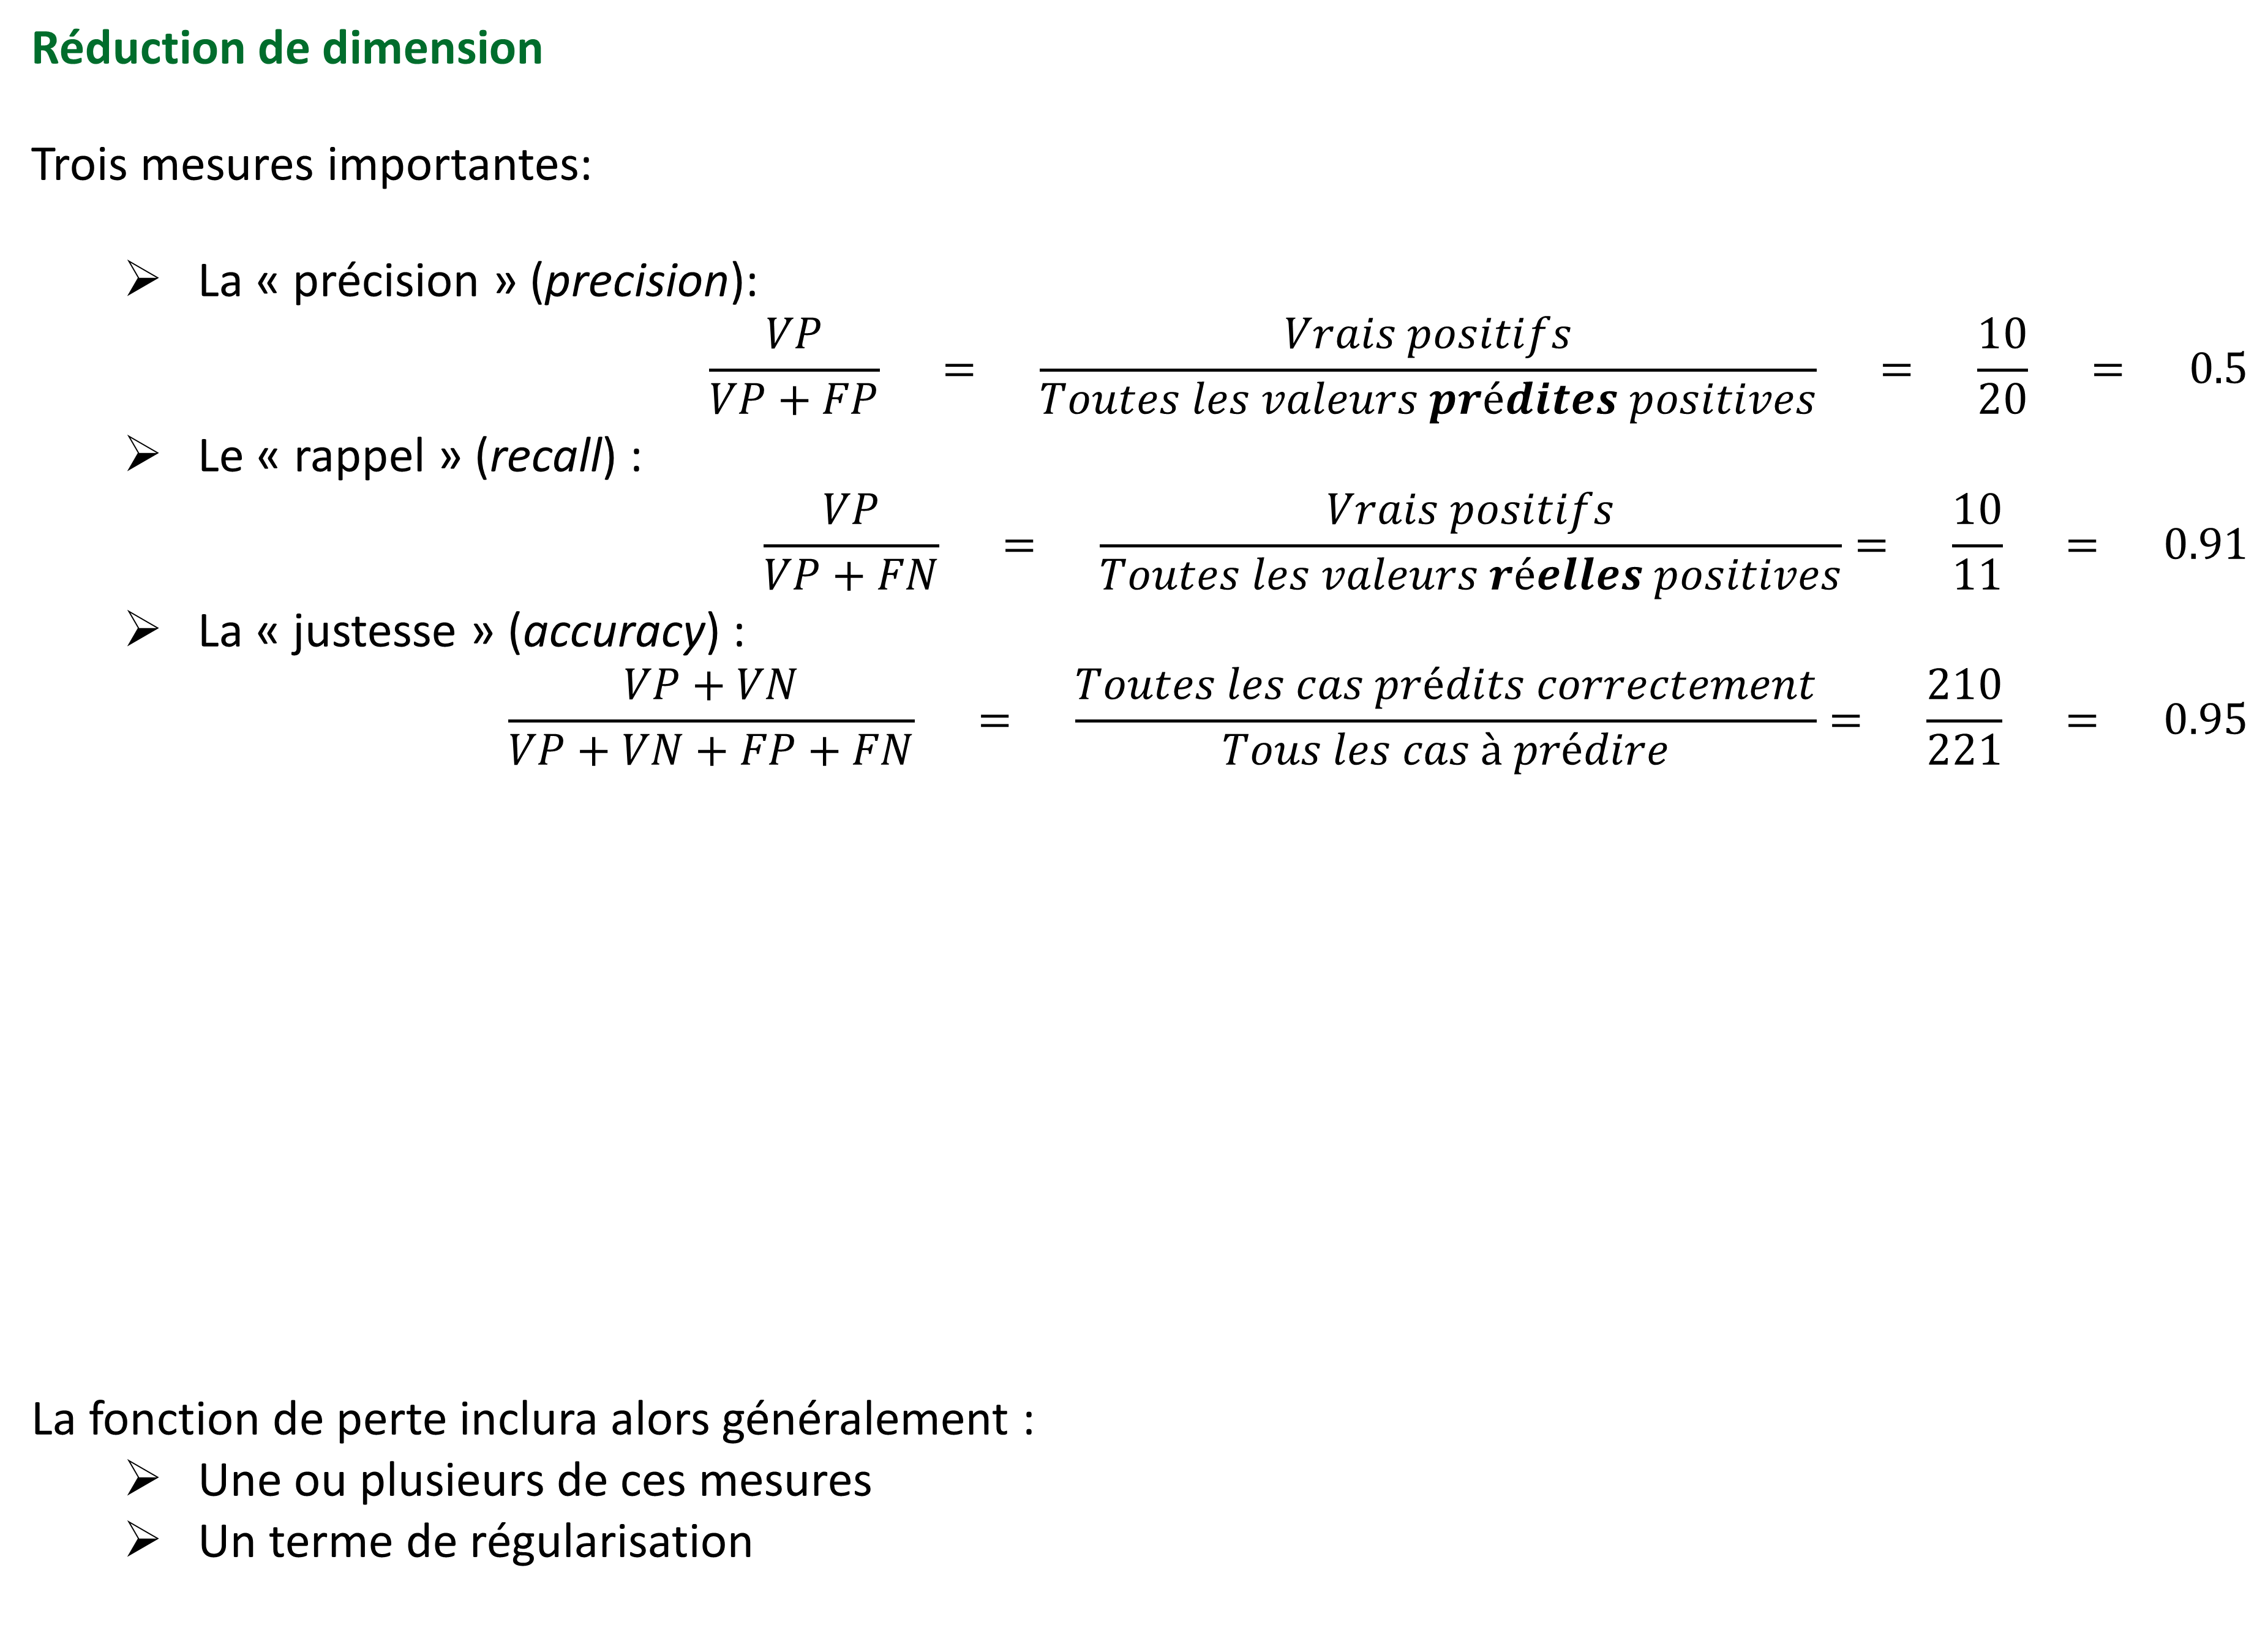 Réduction de dimension
Trois mesures importantes:
➢ La « précision » (precision):
VP / VP + FP = Vrais positifs / Toutes les valeurs prédites positives = 10 / 20 = 0.5
➢ Le « rappel » (recall) :
VP / VP + FN = Vrais positifs / Toutes les valeurs réelles positives = 10 / 11 = 0.91
➢ La « justesse » (accuracy) :
VP + VN / VP + VN + FP + FN = Toutes les cas prédits correctement / Tous les cas à prédire = 210 / 221 = 0.95
La fonction de perte inclura alors généralement :
➢ Une ou plusieurs de ces mesures
➢ Un terme de régularisation